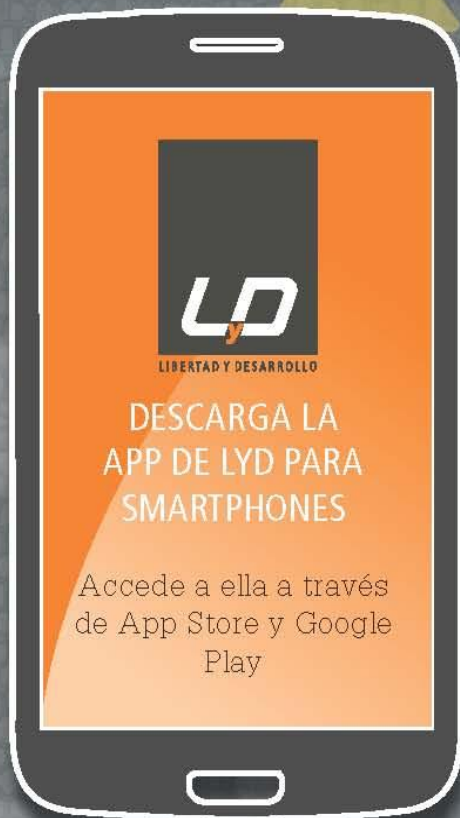 LyD
LIBERTAD Y DESARROLLO
DESCARGA LA
APP DE LYD PARA
SMARTPHONES
Accede a ella a través
de App Store y Google
Play